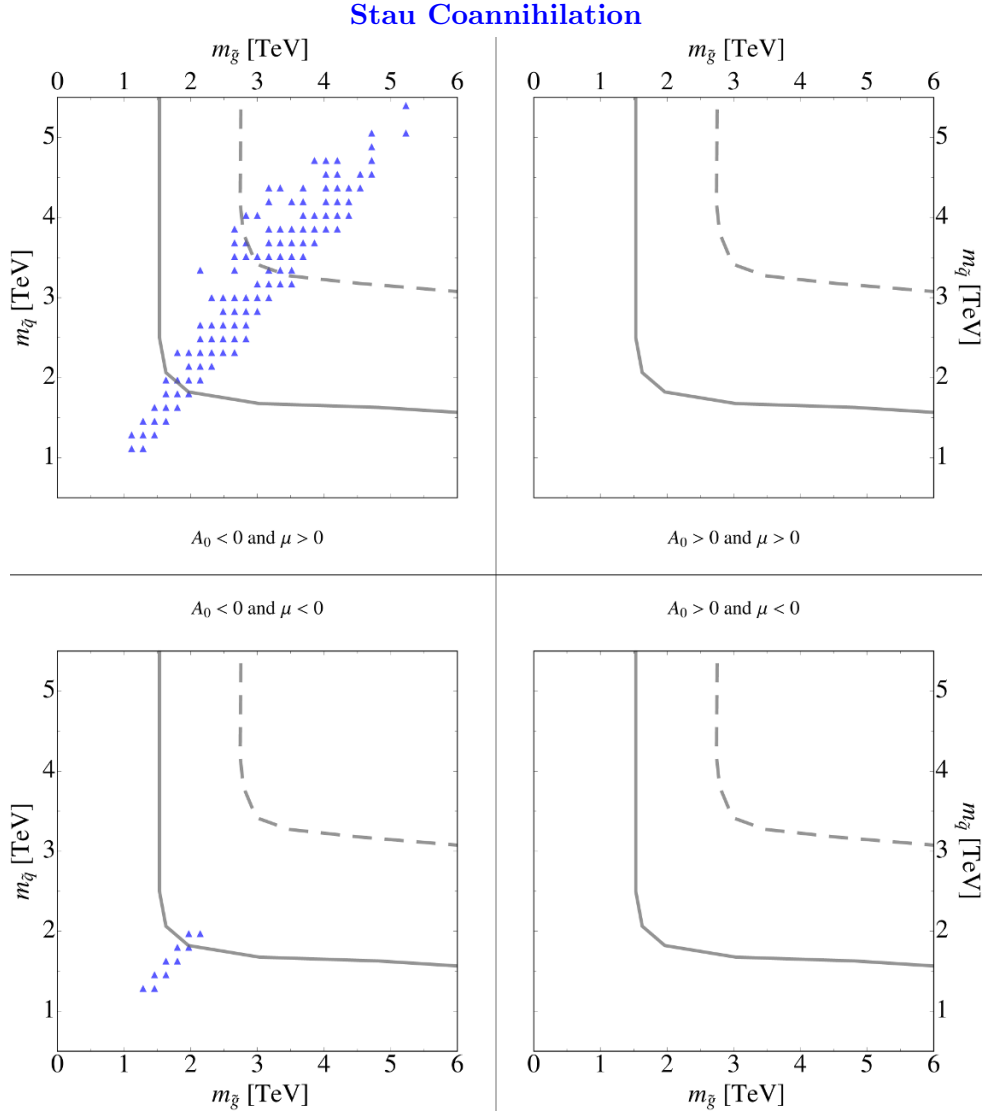 Stau Coannihilation
m_g̃ [TeV] m_g̃ [TeV]
0 1 2 3 4 5 6 0 1 2 3 4 5 6
5 5
4 4
m_q̃ [TeV] m_q̃ [TeV]
3 3
2 2
1 1
A₀ < 0 and μ > 0 A₀ > 0 and μ > 0
A₀ < 0 and μ < 0 A₀ > 0 and μ < 0
5 5
4 4
m_q̃ [TeV] m_q̃ [TeV]
3 3
2 2
1 1
0 1 2 3 4 5 6 0 1 2 3 4 5 6
m_g̃ [TeV] m_g̃ [TeV]